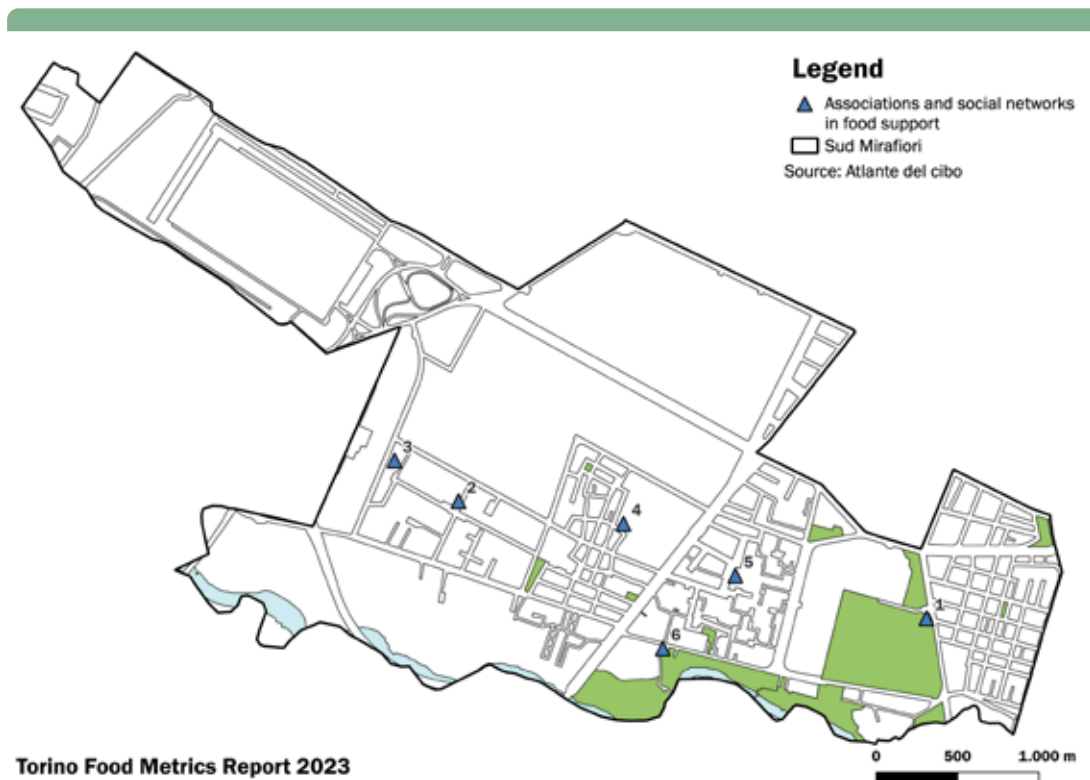 Legend
Associations and social networks
in food support
Sud Mirafiori
Source: Atlante del cibo
3
2
4
5
1
6
0 500 1.000 m
Torino Food Metrics Report 2023